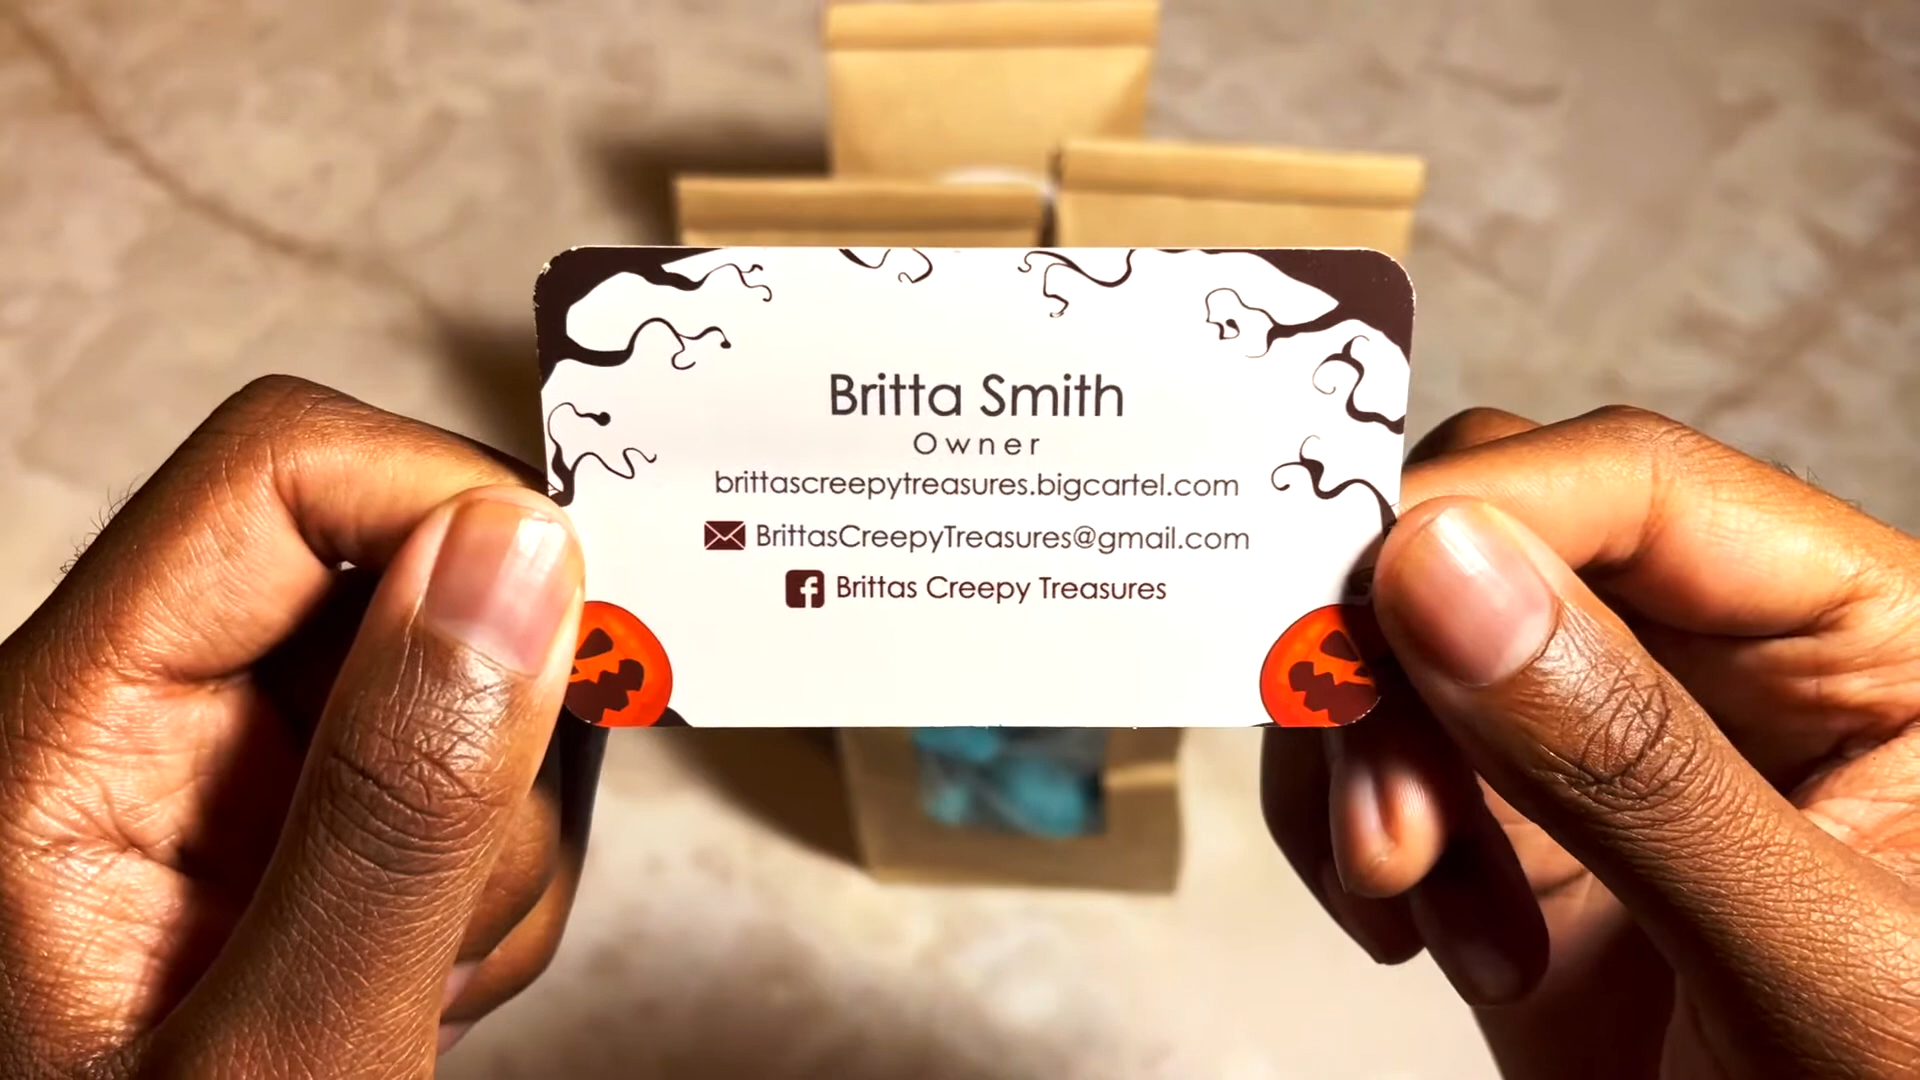 Britta Smith
Owner
brittascreepytreasures.bigcartel.com
BrittasCreepyTreasures@gmail.com
Brittas Creepy Treasures